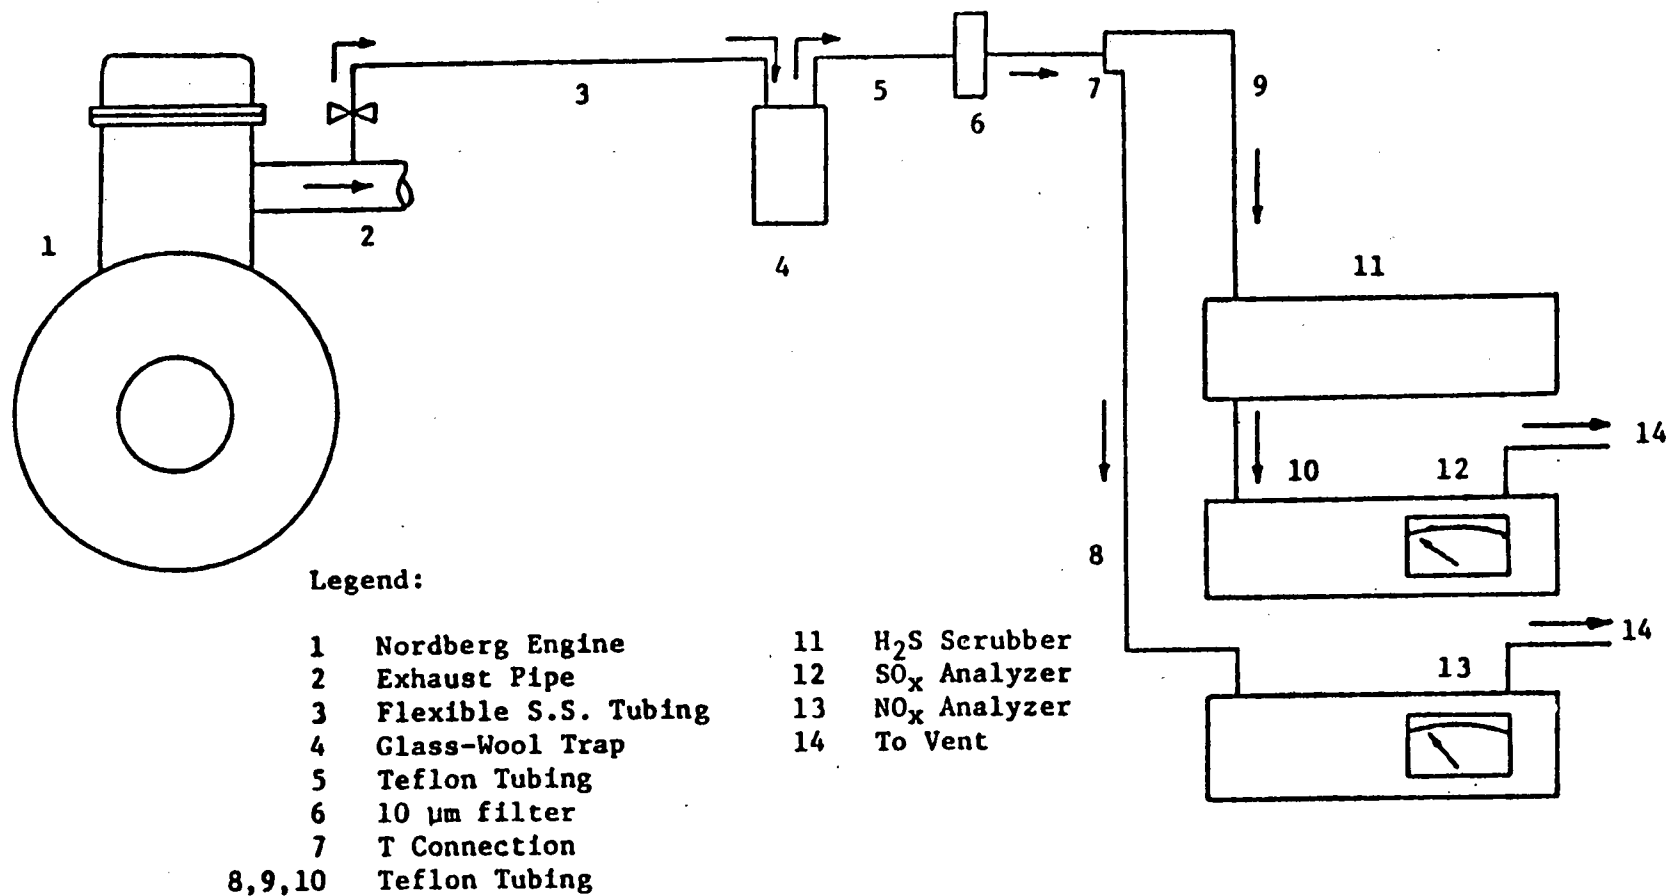 3
5
6
7
9
1
2
4
11
14
10
12
8
14
13
Legend:
1 Nordberg Engine
2 Exhaust Pipe
3 Flexible S.S. Tubing
4 Glass-Wool Trap
5 Teflon Tubing
6 10 µm filter
7 T Connection
8,9,10 Teflon Tubing
11 H₂S Scrubber
12 SOₓ Analyzer
13 NOₓ Analyzer
14 To Vent